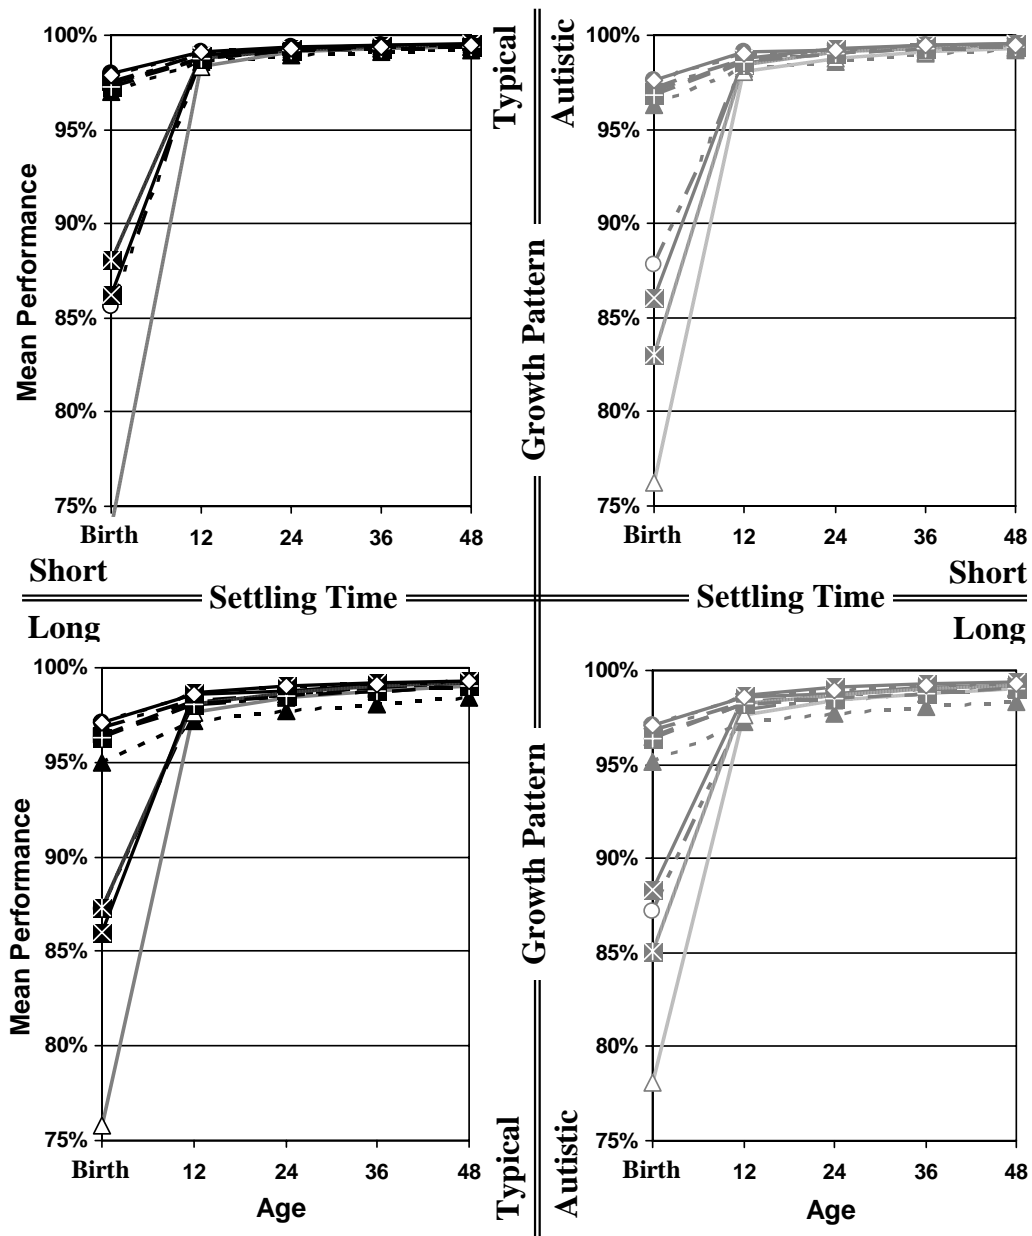 100%
95%
90%
85%
80%
75%
Mean Performance
Birth
12
24
36
48
Typical
Autistic
Growth Pattern
100%
95%
90%
85%
80%
75%
Birth
12
24
36
48
Short
Short
Settling Time
Settling Time
Long
Long
100%
95%
90%
85%
80%
75%
Mean Performance
Birth
12
24
36
48
Age
Growth Pattern
Typical
Autistic
100%
95%
90%
85%
80%
75%
Birth
12
24
36
48
Age